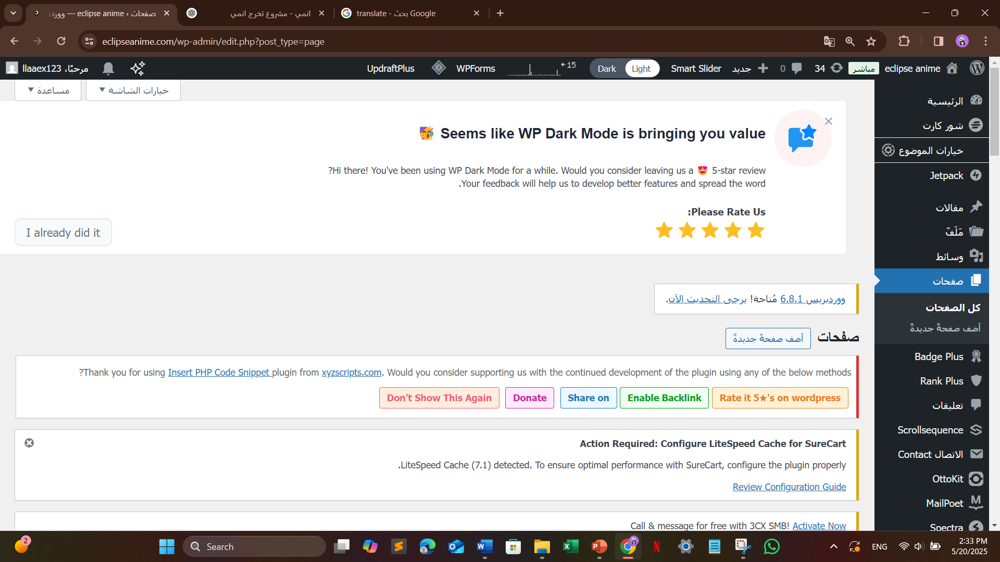 صفحات ‹ eclipse anime — ووردبـ
انمي - مشروع تخرج انمي
translate - بحث Google
eclipseanime.com/wp-admin/edit.php?post_type=page
eclipse anime
مباشر
34
0
جديد
Smart Slider
Dark
Light
15
WPForms
UpdraftPlus
مرحبًا، llaaex123
خيارات الشاشة
مساعدة
الرئيسية
شور كارت
خيارات الموضوع
Jetpack
مقالات
مَلَفّ
وسائط
صفحات
كل الصفحات
أضف صفحةً جديدةً
Badge Plus
Rank Plus
تعليقات
Scrollsequence
الاتصال Contact
OttoKit
MailPoet
Spectra
Seems like WP Dark Mode is bringing you value 🥳
?Hi there! You've been using WP Dark Mode for a while. Would you consider leaving us a 😍 5-star review
.Your feedback will help us to develop better features and spread the word
:Please Rate Us
I already did it
ووردبريس 6.8.1 مُتاحة! يرجى التحديث الآن.
صفحات
أضف صفحةً جديدةً
?Thank you for using Insert PHP Code Snippet plugin from xyzscripts.com. Would you consider supporting us with the continued development of the plugin using any of the below methods
Don't Show This Again
Donate
Share on
Enable Backlink
Rate it 5★'s on wordpress
Action Required: Configure LiteSpeed Cache for SureCart
.LiteSpeed Cache (7.1) detected. To ensure optimal performance with SureCart, configure the plugin properly
Review Configuration Guide
Call & message for free with 3CX SMB! Activate Now
2
Search
ENG
2:33 PM
5/20/2025